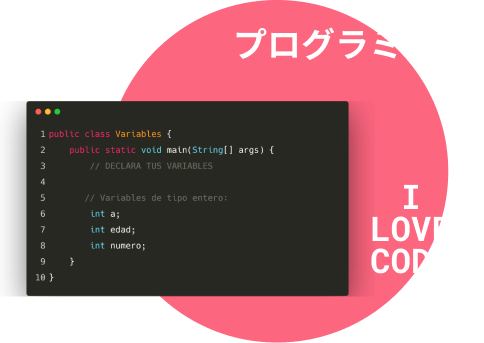 プログラミ
1 public class Variables {
2 public static void main(String[] args) {
3 // DECLARA TUS VARIABLES
4
5 // Variables de tipo entero:
6 int a;
7 int edad;
8 int numero;
9 }
10 }
I
LOVE
CODE